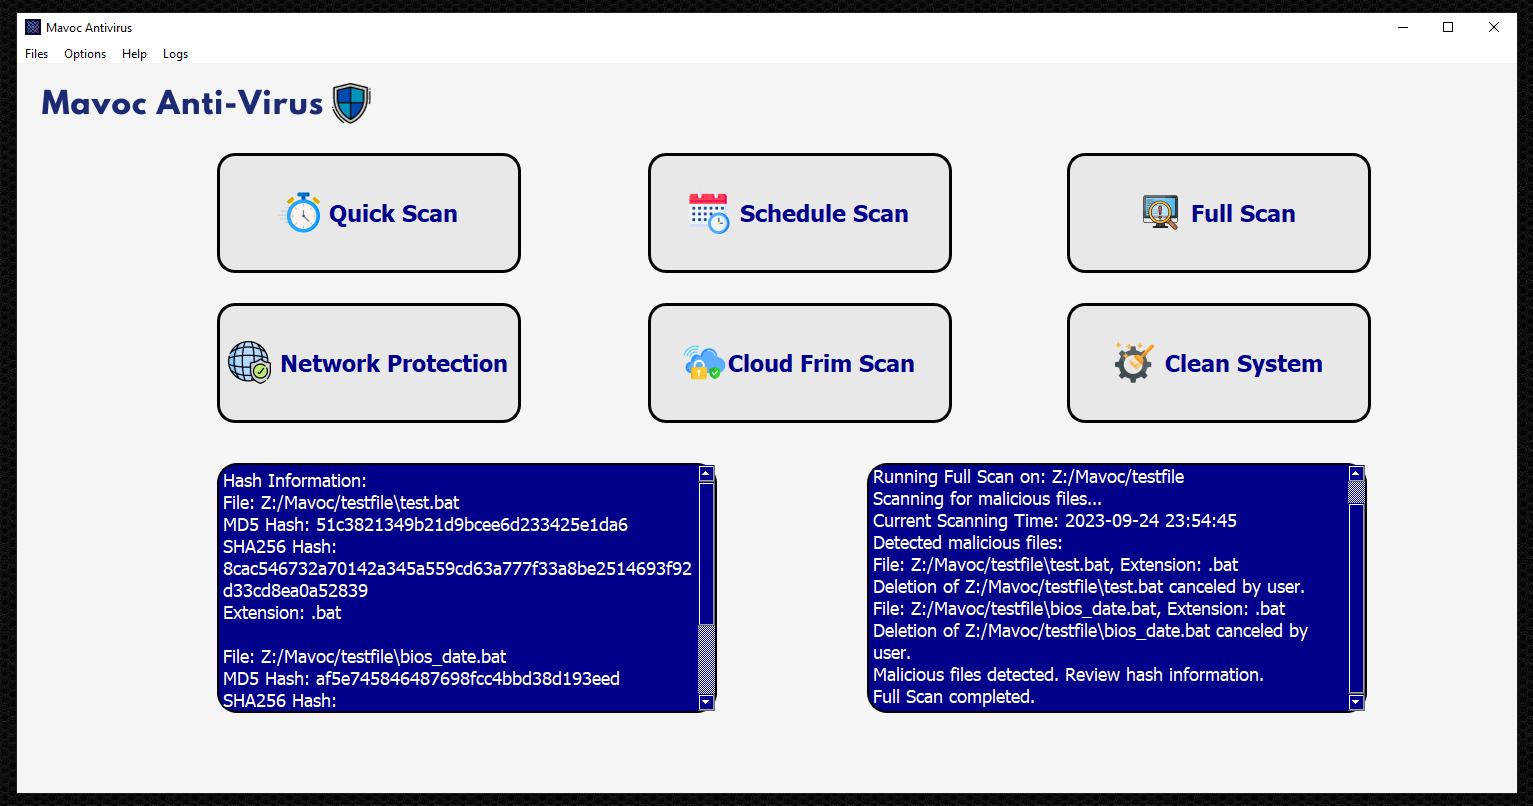 Mavoc Antivirus
Files Options Help Logs
Mavoc Anti-Virus
Quick Scan
Schedule Scan
Full Scan
Network Protection
Cloud Frim Scan
Clean System
Hash Information:
File: Z:/Mavoc/testfile\test.bat
MD5 Hash: 51c3821349b21d9bcee6d233425e1da6
SHA256 Hash:
8cac546732a70142a345a559cd63a777f33a8be2514693f92
d33cd8ea0a52839
Extension: .bat
File: Z:/Mavoc/testfile\bios_date.bat
MD5 Hash: af5e745846487698fcc4bbd38d193eed
SHA256 Hash:
Running Full Scan on: Z:/Mavoc/testfile
Scanning for malicious files...
Current Scanning Time: 2023-09-24 23:54:45
Detected malicious files:
File: Z:/Mavoc/testfile\test.bat, Extension: .bat
Deletion of Z:/Mavoc/testfile\test.bat canceled by user.
File: Z:/Mavoc/testfile\bios_date.bat, Extension: .bat
Deletion of Z:/Mavoc/testfile\bios_date.bat canceled by
user.
Malicious files detected. Review hash information.
Full Scan completed.